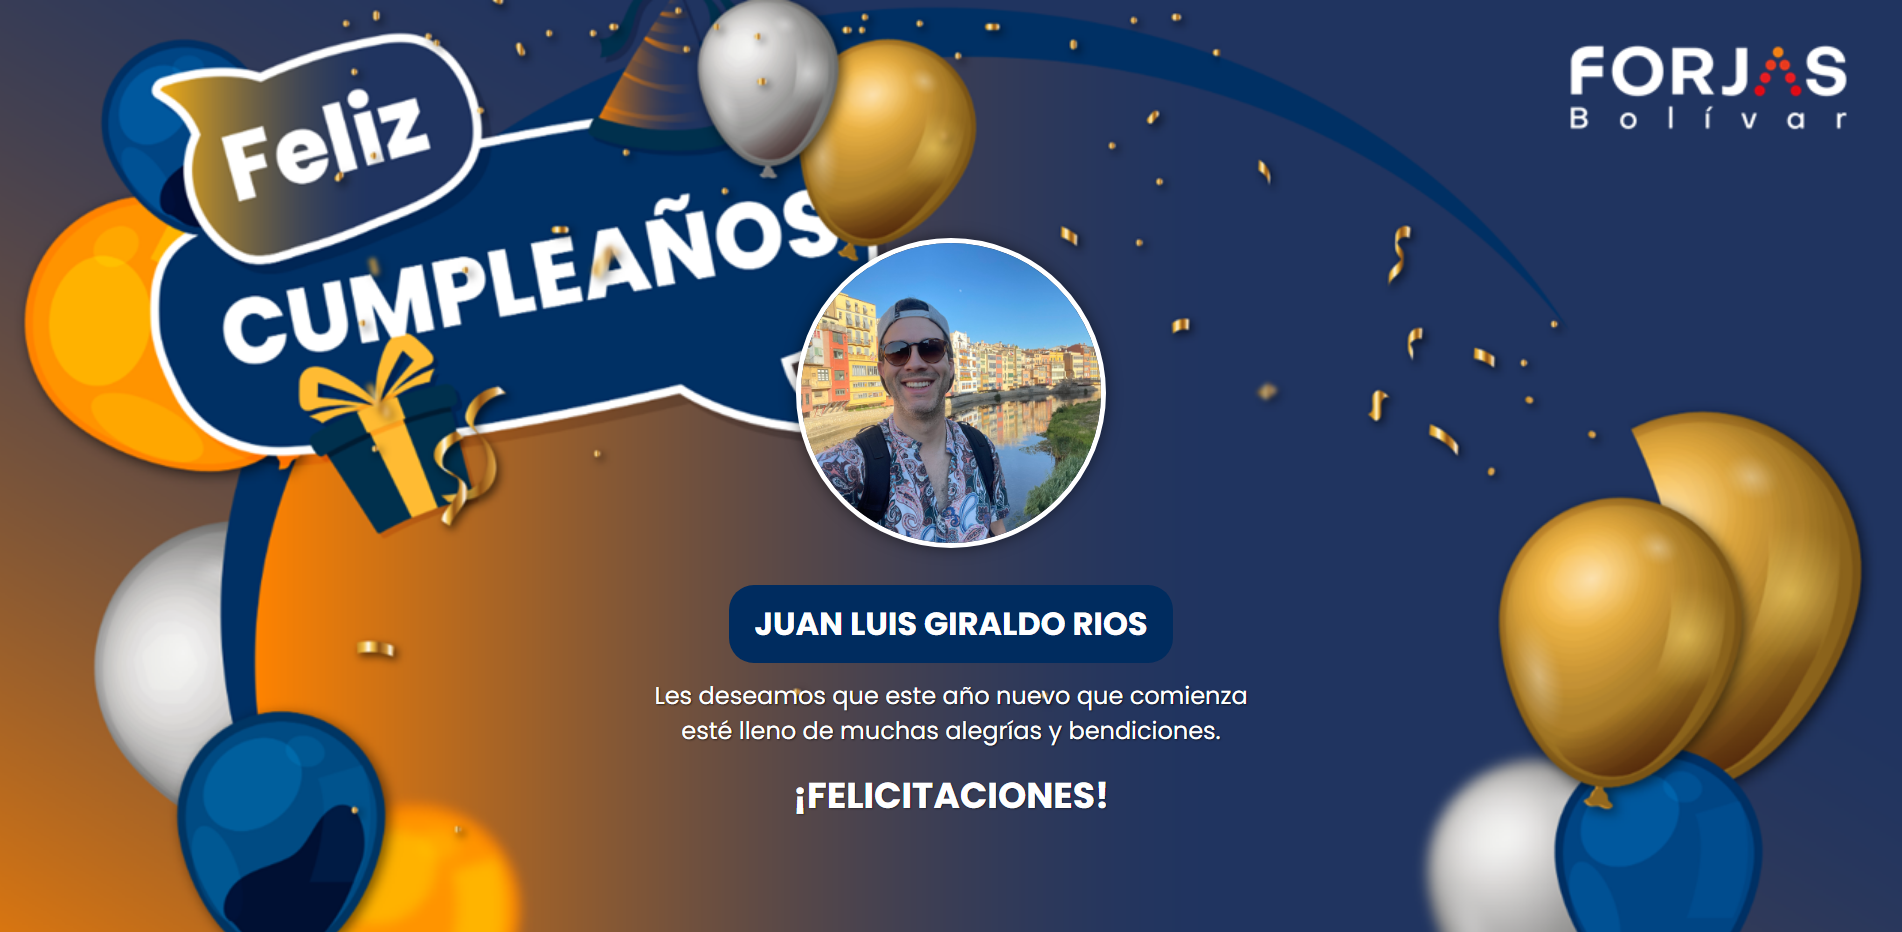 Feliz
CUMPLEAÑOS
FORJAS
Bolívar
JUAN LUIS GIRALDO RIOS
Les deseamos que este año nuevo que comienza
esté lleno de muchas alegrías y bendiciones.
¡FELICITACIONES!